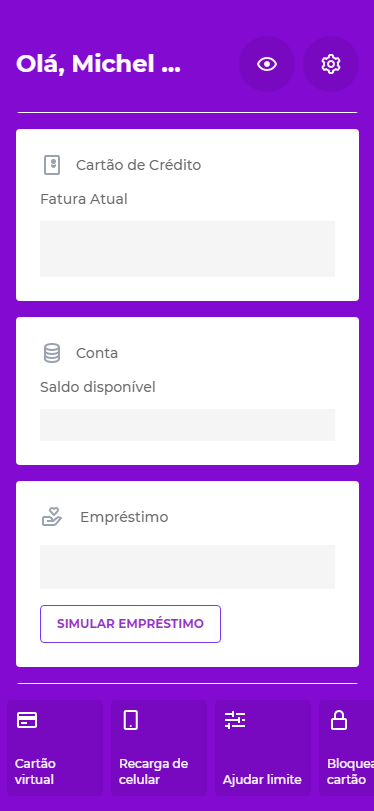 Olá, Michel ...
Cartão de Crédito
Fatura Atual
Conta
Saldo disponível
Empréstimo
SIMULAR EMPRÉSTIMO
Cartão
virtual
Recarga de
celular
Ajudar limite
Bloquea
cartão